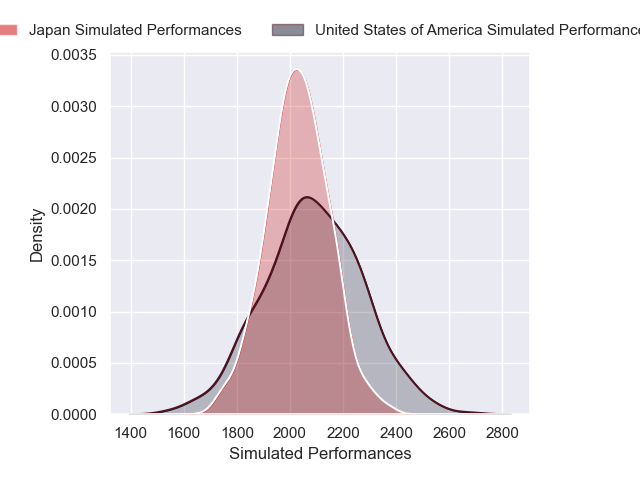 Japan Simulated Performances
United States of America Simulated Performance
0.0035
0.0030
0.0025
0.0020
0.0015
0.0010
0.0005
0.0000
Density
1400 1600 1800 2000 2200 2400 2600 2800
Simulated Performances